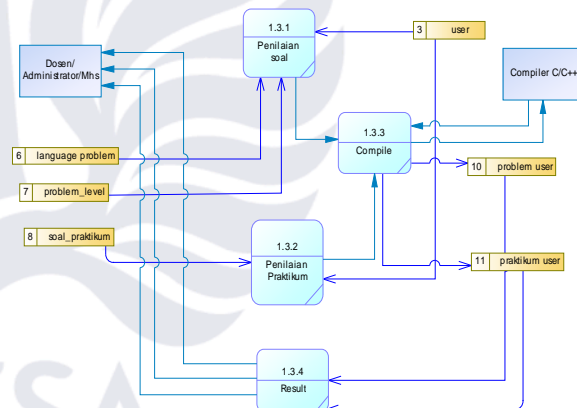 1.3.1
Penilaian
soal
3 user
Dosen/
Administrator/Mhs
Compiler C/C++
6 language problem
7 problem_level
8 soal_praktikum
1.3.3
Compile
10 problem user
1.3.2
Penilaian
Praktikum
11 praktikum user
1.3.4
Result
SA